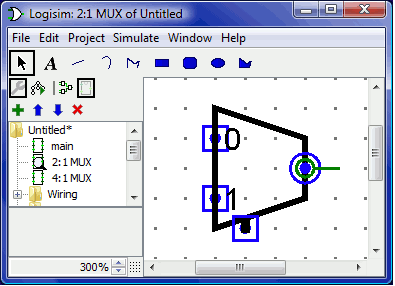 Logisim: 2:1 MUX of Untitled
File Edit Project Simulate Window Help
A
Untitled*
main
2:1 MUX
4:1 MUX
Wiring
0
1
300%